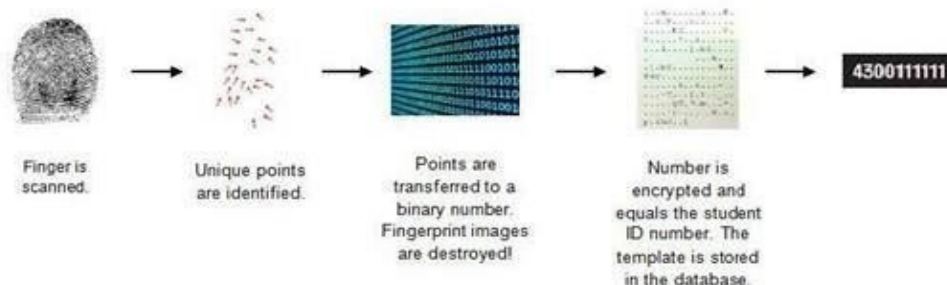 Finger is
scanned.
Unique points
are identified.
Points are
transferred to a
binary number.
Fingerprint images
are destroyed!
Number is
encrypted and
equals the student
ID number. The
template is stored
in the database.
4300111111